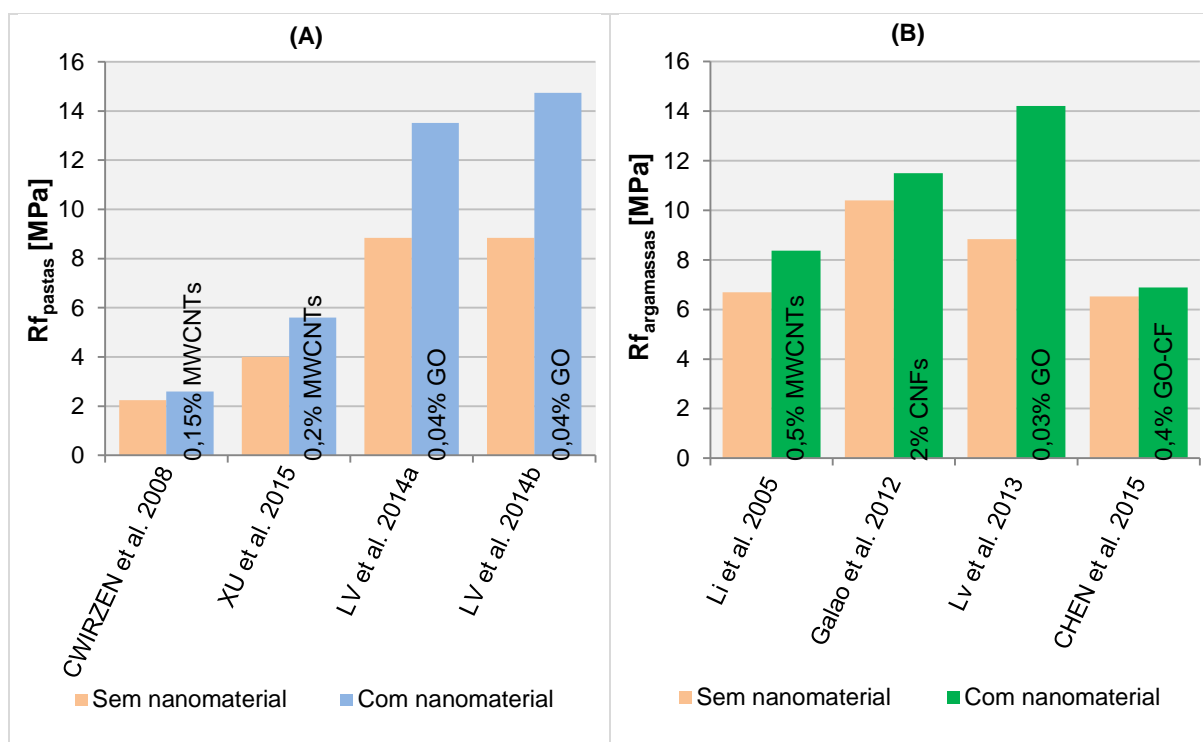 (A)
16
14
12
10
8
6
4
2
0
Rfpastas [MPa]
0,15% MWCNTs
0,2% MWCNTs
0,04% GO
0,04% GO
CWIRZEN et al. 2008
XU et al. 2015
LV et al. 2014a
LV et al. 2014b
Sem nanomaterial
Com nanomaterial
(B)
16
14
12
10
8
6
4
2
0
Rfargamassas [MPa]
0,5% MWCNTs
2% CNFs
0,03% GO
0,4% GO-CF
Li et al. 2005
Galao et al. 2012
Lv et al. 2013
CHEN et al. 2015
Sem nanomaterial
Com nanomaterial